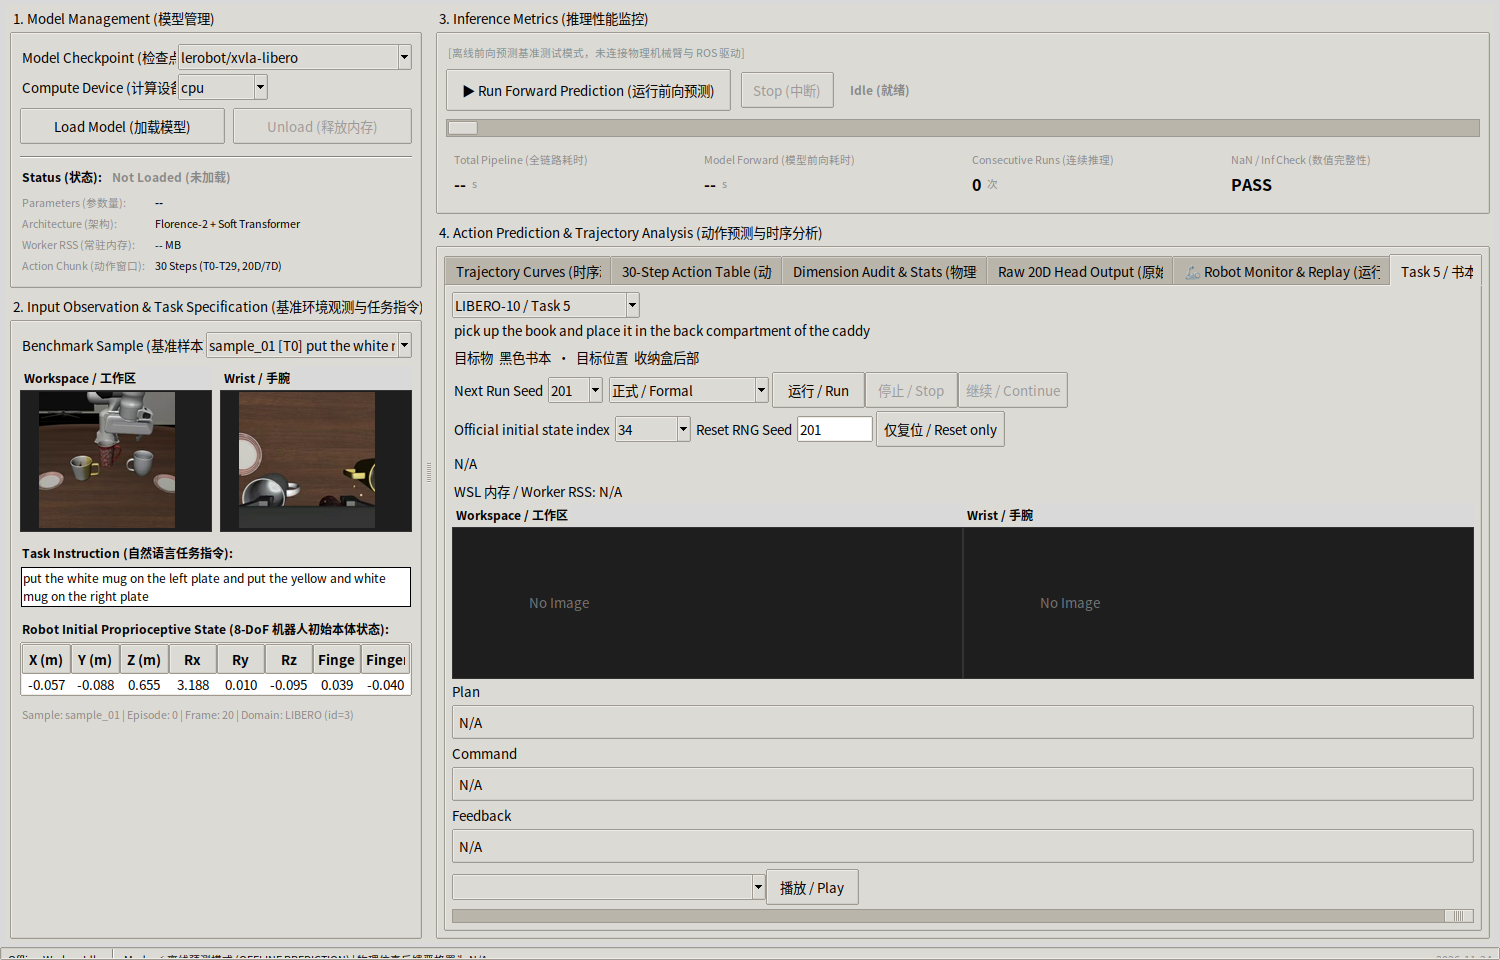 1. Model Management (模型管理)
Model Checkpoint (检查点
lerobot/xvla-libero
Compute Device (计算设备
cpu
Load Model (加载模型)
Unload (释放内存)
Status (状态):
Not Loaded (未加载)
Parameters (参数量):
--
Architecture (架构):
Florence-2 + Soft Transformer
Worker RSS (常驻内存):
-- MB
Action Chunk (动作窗口):
30 Steps (T0-T29, 20D/7D)
2. Input Observation & Task Specification (基准环境观测与任务指令)
Benchmark Sample (基准样本
sample_01 [T0] put the white r
Workspace / 工作区
Wrist / 手腕
Task Instruction (自然语言任务指令):
put the white mug on the left plate and put the yellow and white
mug on the right plate
Robot Initial Proprioceptive State (8-DoF 机器人初始本体状态):
X (m) Y (m) Z (m) Rx Ry Rz Finge Finger
-0.057 -0.088 0.655 3.188 0.010 -0.095 0.039 -0.040
Sample: sample_01 | Episode: 0 | Frame: 20 | Domain: LIBERO (id=3)
3. Inference Metrics (推理性能监控)
[离线前向预测基准测试模式，未连接物理机械臂与 ROS 驱动]
▶ Run Forward Prediction (运行前向预测)
Stop (中断)
Idle (就绪)
Total Pipeline (全链路耗时)
Model Forward (模型前向耗时)
Consecutive Runs (连续推理)
NaN / Inf Check (数值完整性)
-- s
-- s
0 次
PASS
4. Action Prediction & Trajectory Analysis (动作预测与时序分析)
Trajectory Curves (时序
30-Step Action Table (动
Dimension Audit & Stats (物理
Raw 20D Head Output (原始
Robot Monitor & Replay (运行
Task 5 / 书本
LIBERO-10 / Task 5
pick up the book and place it in the back compartment of the caddy
目标物 黑色书本 · 目标位置 收纳盒后部
Next Run Seed
201
正式 / Formal
运行 / Run
停止 / Stop
继续 / Continue
Official initial state index
34
Reset RNG Seed
201
仅复位 / Reset only
N/A
WSL 内存 / Worker RSS: N/A
Workspace / 工作区
Wrist / 手腕
No Image
No Image
Plan
N/A
Command
N/A
Feedback
N/A
播放 / Play